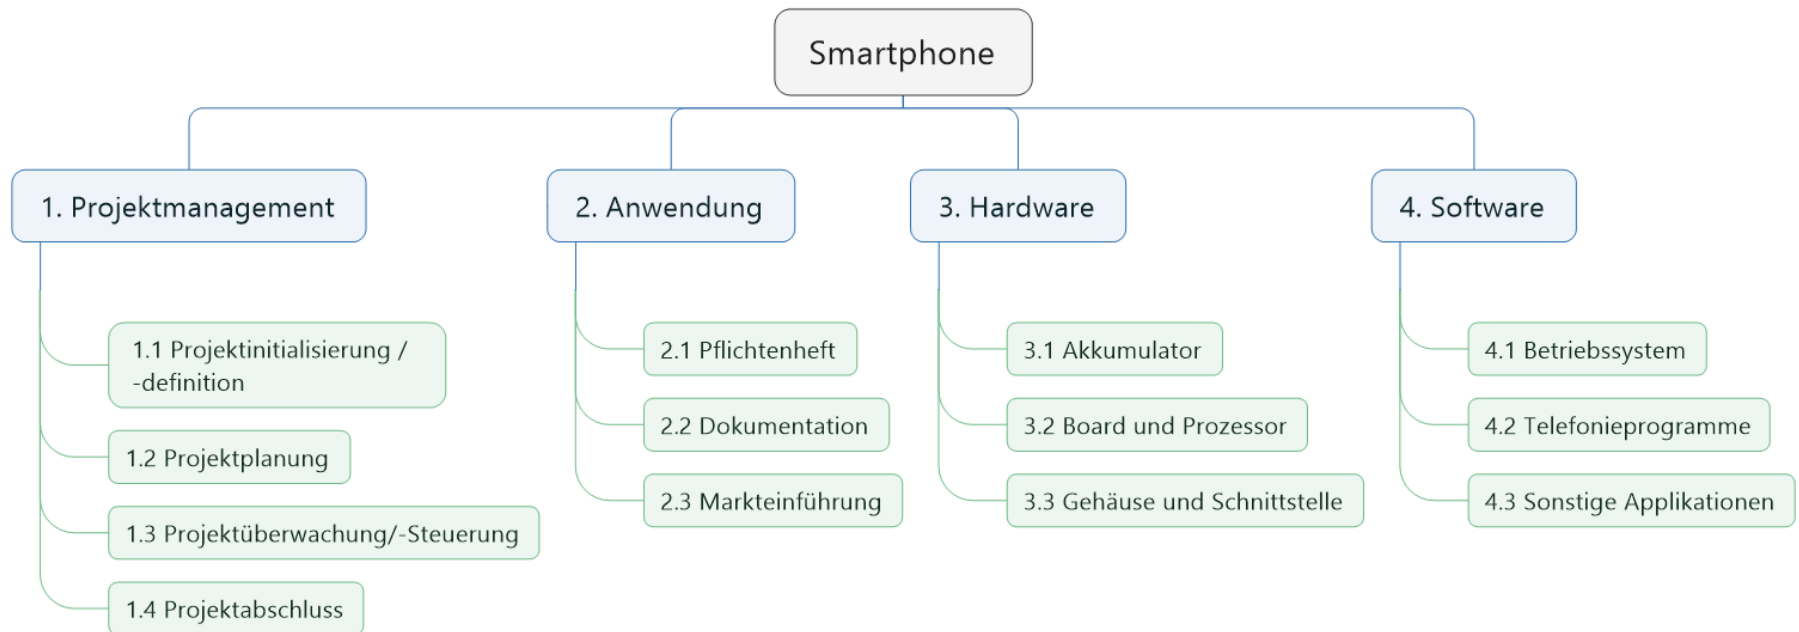 Smartphone
1. Projektmanagement
1.1 Projektinitialisierung /
-definition
1.2 Projektplanung
1.3 Projektüberwachung/-Steuerung
1.4 Projektabschluss
2. Anwendung
2.1 Pflichtenheft
2.2 Dokumentation
2.3 Markteinführung
3. Hardware
3.1 Akkumulator
3.2 Board und Prozessor
3.3 Gehäuse und Schnittstelle
4. Software
4.1 Betriebssystem
4.2 Telefonieprogramme
4.3 Sonstige Applikationen